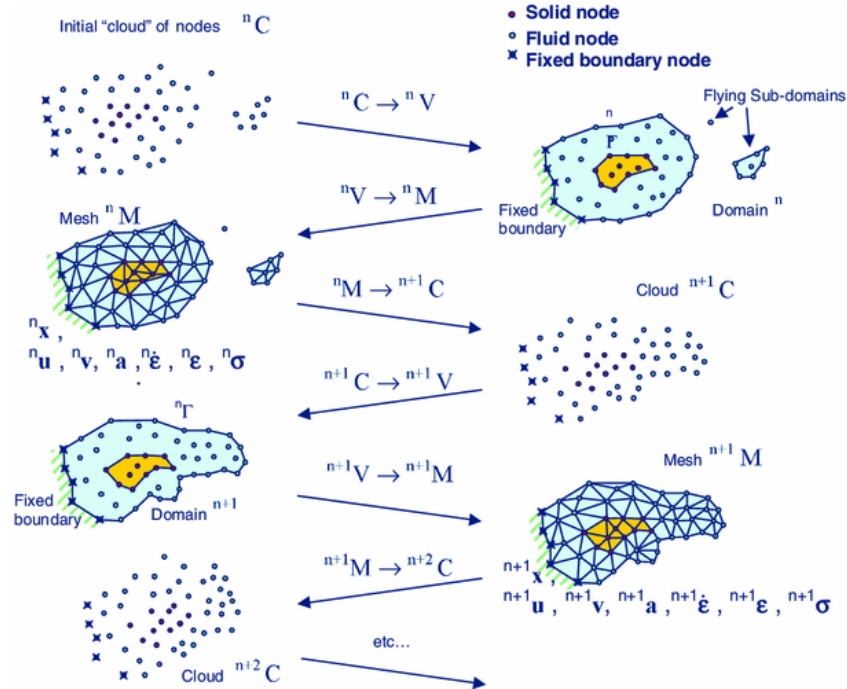 Initial “cloud” of nodes ⁿC
Solid node
Fluid node
Fixed boundary node
ⁿC → ⁿV
n
Γ
Flying Sub-domains
Fixed
boundary
Domain ⁿ
ⁿV → ⁿM
Mesh ⁿM
ⁿx ,
ⁿu , ⁿv, ⁿa , ⁿε̇ , ⁿε , ⁿσ
ⁿM → ⁿ⁺¹C
Cloud ⁿ⁺¹C
ⁿ⁺¹C → ⁿ⁺¹V
ⁿΓ
Fixed
boundary
Domain ⁿ⁺¹
ⁿ⁺¹V → ⁿ⁺¹M
Mesh ⁿ⁺¹M
ⁿ⁺¹x ,
ⁿ⁺¹u , ⁿ⁺¹v, ⁿ⁺¹a , ⁿ⁺¹ε̇ , ⁿ⁺¹ε , ⁿ⁺¹σ
ⁿ⁺¹M → ⁿ⁺²C
Cloud ⁿ⁺²C
etc…